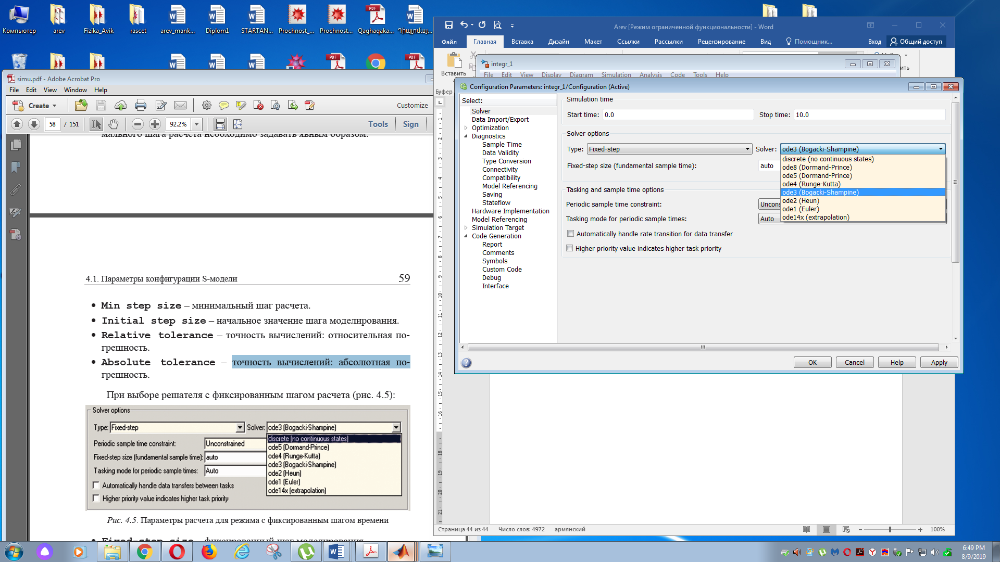 Компьютер
arev
Fizika_Avik
rascet
arev_mank...
Diplom1
STARTAN...
Prochnost_...
Prochnost...
Qaghaqaka...
Դիպլոմայ...
simu.pdf - Adobe Acrobat Pro
File Edit View Window Help
Create
Customize
58 / 151
92.2%
Tools Sign
мального шага расчета необходимо задавать явным образом.
4.1. Параметры конфигурации S-модели 59
• Min step size – минимальный шаг расчета.
• Initial step size – начальное значение шага моделирования.
• Relative tolerance – точность вычислений: относительная по-
грешность.
• Absolute tolerance – точность вычислений: абсолютная по-
грешность.
При выборе решателя с фиксированным шагом расчета (рис. 4.5):
Solver options
Type: Fixed-step Solver: ode3 (Bogacki-Shampine)
discrete (no continuous states)
Periodic sample time constraint: Unconstrained
ode5 (Dormand-Prince)
ode4 (Runge-Kutta)
Fixed-step size (fundamental sample time): auto
ode3 (Bogacki-Shampine)
Tasking mode for periodic sample times: Auto
ode2 (Heun)
ode1 (Euler)
ode14x (extrapolation)
Automatically handle data transfers between tasks
Higher priority value indicates higher task priority
Рис. 4.5. Параметры расчета для режима с фиксированным шагом времени
• Fixed-step size – фиксированный шаг моделирования
Arev [Режим ограниченной функциональности] - Word
Файл Главная Вставка Дизайн Макет Ссылки Рассылки Рецензирование Вид Помощник... Вход Общий доступ
Вставить
Буфер
integr_1
File Edit View Display Diagram Simulation Analysis Code Tools Help
Configuration Parameters: integr_1/Configuration (Active)
Select:
Solver
Data Import/Export
Optimization
Diagnostics
Sample Time
Data Validity
Type Conversion
Connectivity
Compatibility
Model Referencing
Saving
Stateflow
Hardware Implementation
Model Referencing
Simulation Target
Code Generation
Report
Comments
Symbols
Custom Code
Debug
Interface
Simulation time
Start time: 0.0 Stop time: 10.0
Solver options
Type: Fixed-step Solver: ode3 (Bogacki-Shampine)
discrete (no continuous states)
ode8 (Dormand-Prince)
ode5 (Dormand-Prince)
ode4 (Runge-Kutta)
ode3 (Bogacki-Shampine)
ode2 (Heun)
ode1 (Euler)
ode14x (extrapolation)
Fixed-step size (fundamental sample time): auto
Tasking and sample time options
Periodic sample time constraint: Uncons
Tasking mode for periodic sample times: Auto
Automatically handle rate transition for data transfer
Higher priority value indicates higher task priority
OK Cancel Help Apply
Страница 44 из 44 Число слов: 4972 армянский 100%
6:49 PM
8/9/2019